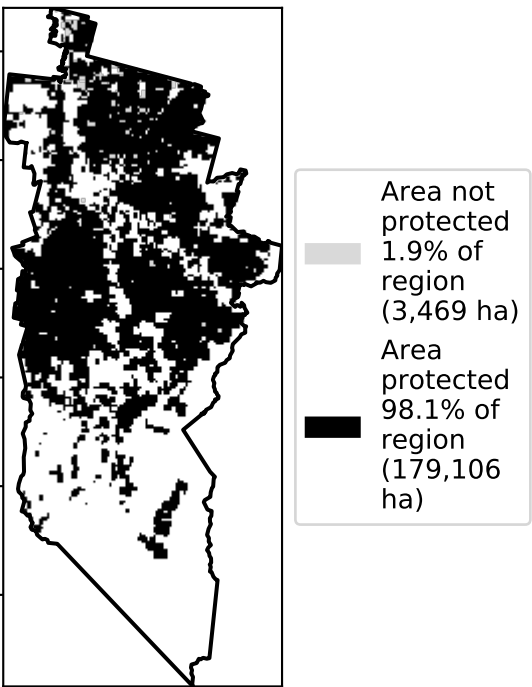 Area not
protected
1.9% of
region
(3,469 ha)
Area
protected
98.1% of
region
(179,106
ha)